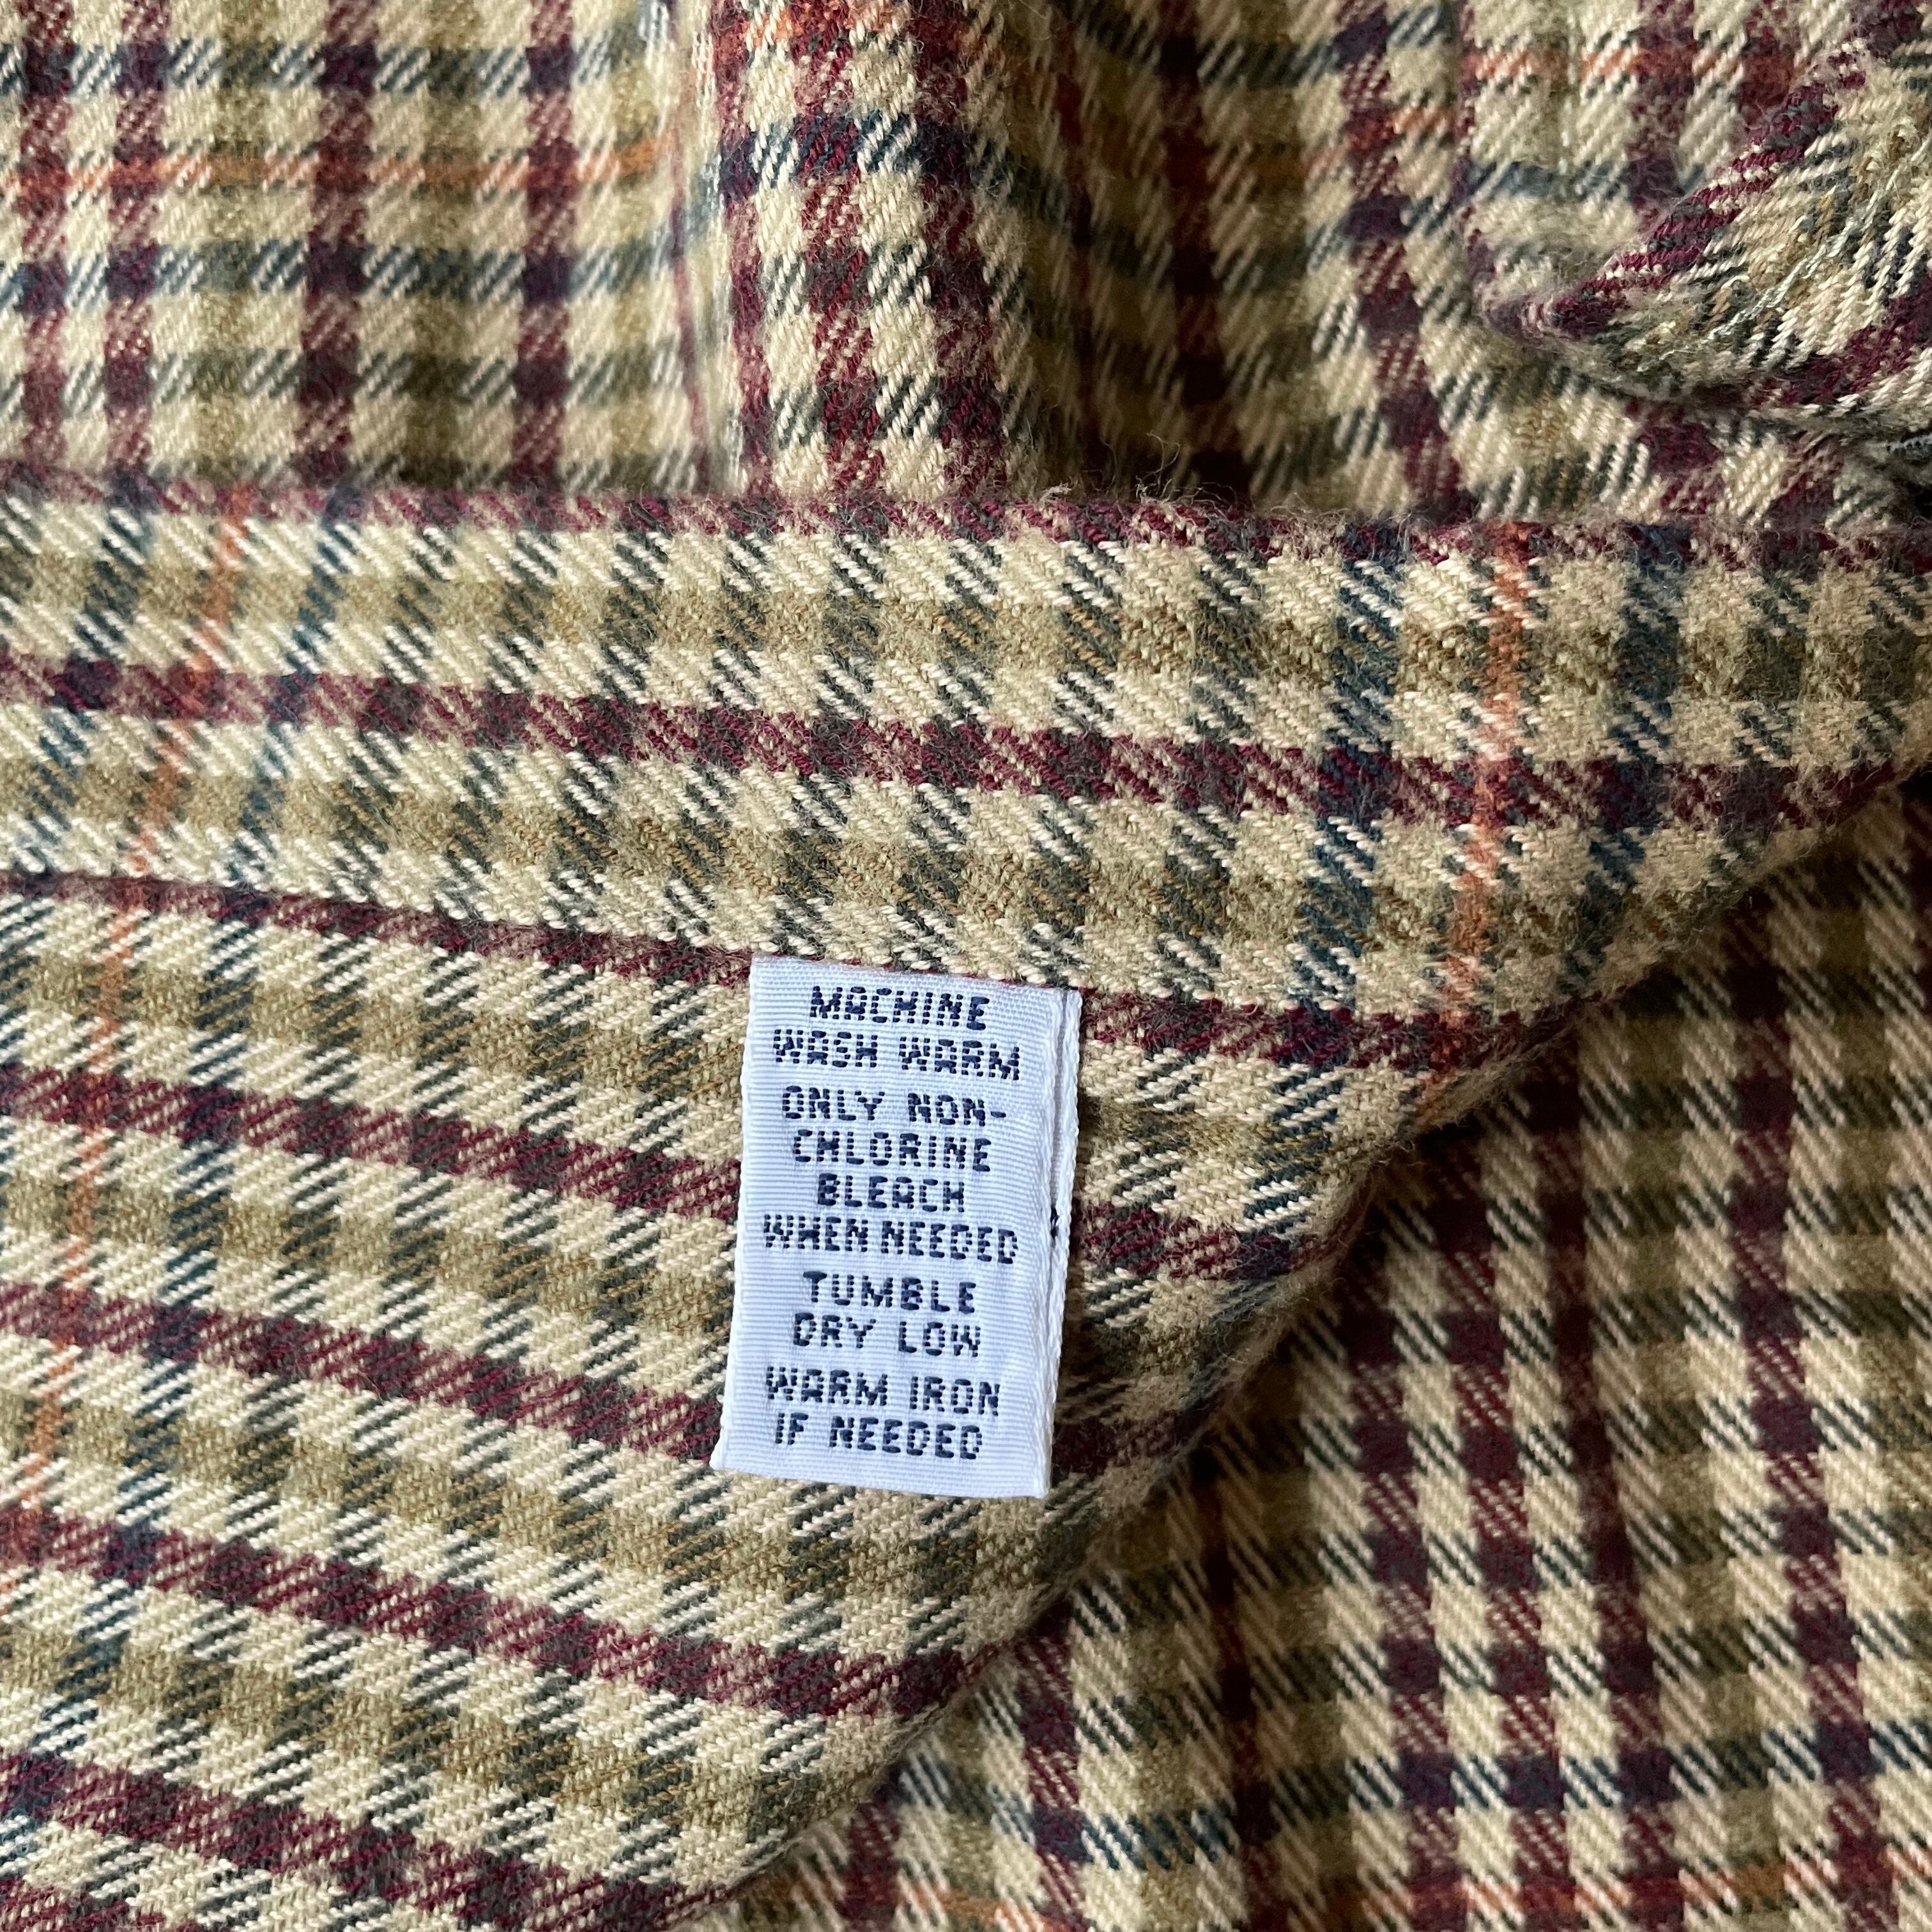 MACHINE
WASH WARM
ONLY NON-
CHLORINE
BLEACH
WHEN NEEDED
TUMBLE
DRY LOW
WARM IRON
IF NEEDED